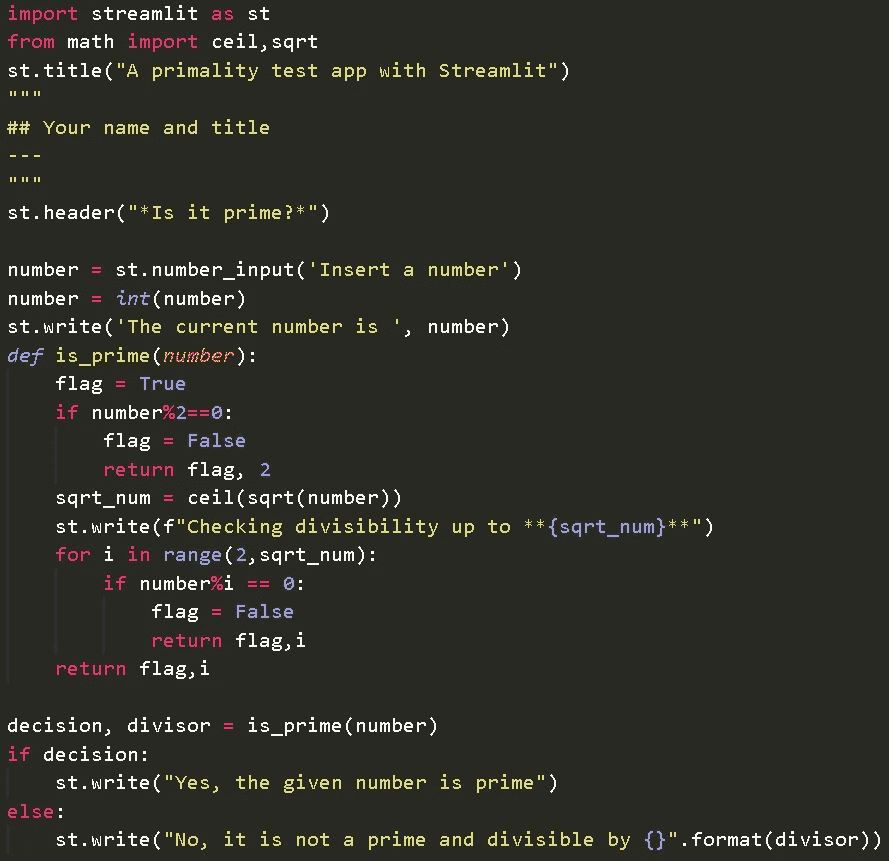 import streamlit as st
from math import ceil,sqrt
st.title("A primality test app with Streamlit")
"""
## Your name and title
---
"""
st.header("*Is it prime?*")

number = st.number_input('Insert a number')
number = int(number)
st.write('The current number is ', number)
def is_prime(number):
    flag = True
    if number%2==0:
        flag = False
        return flag, 2
    sqrt_num = ceil(sqrt(number))
    st.write(f"Checking divisibility up to **{sqrt_num}**")
    for i in range(2,sqrt_num):
        if number%i == 0:
            flag = False
            return flag,i
    return flag,i

decision, divisor = is_prime(number)
if decision:
    st.write("Yes, the given number is prime")
else:
    st.write("No, it is not a prime and divisible by {}".format(divisor))